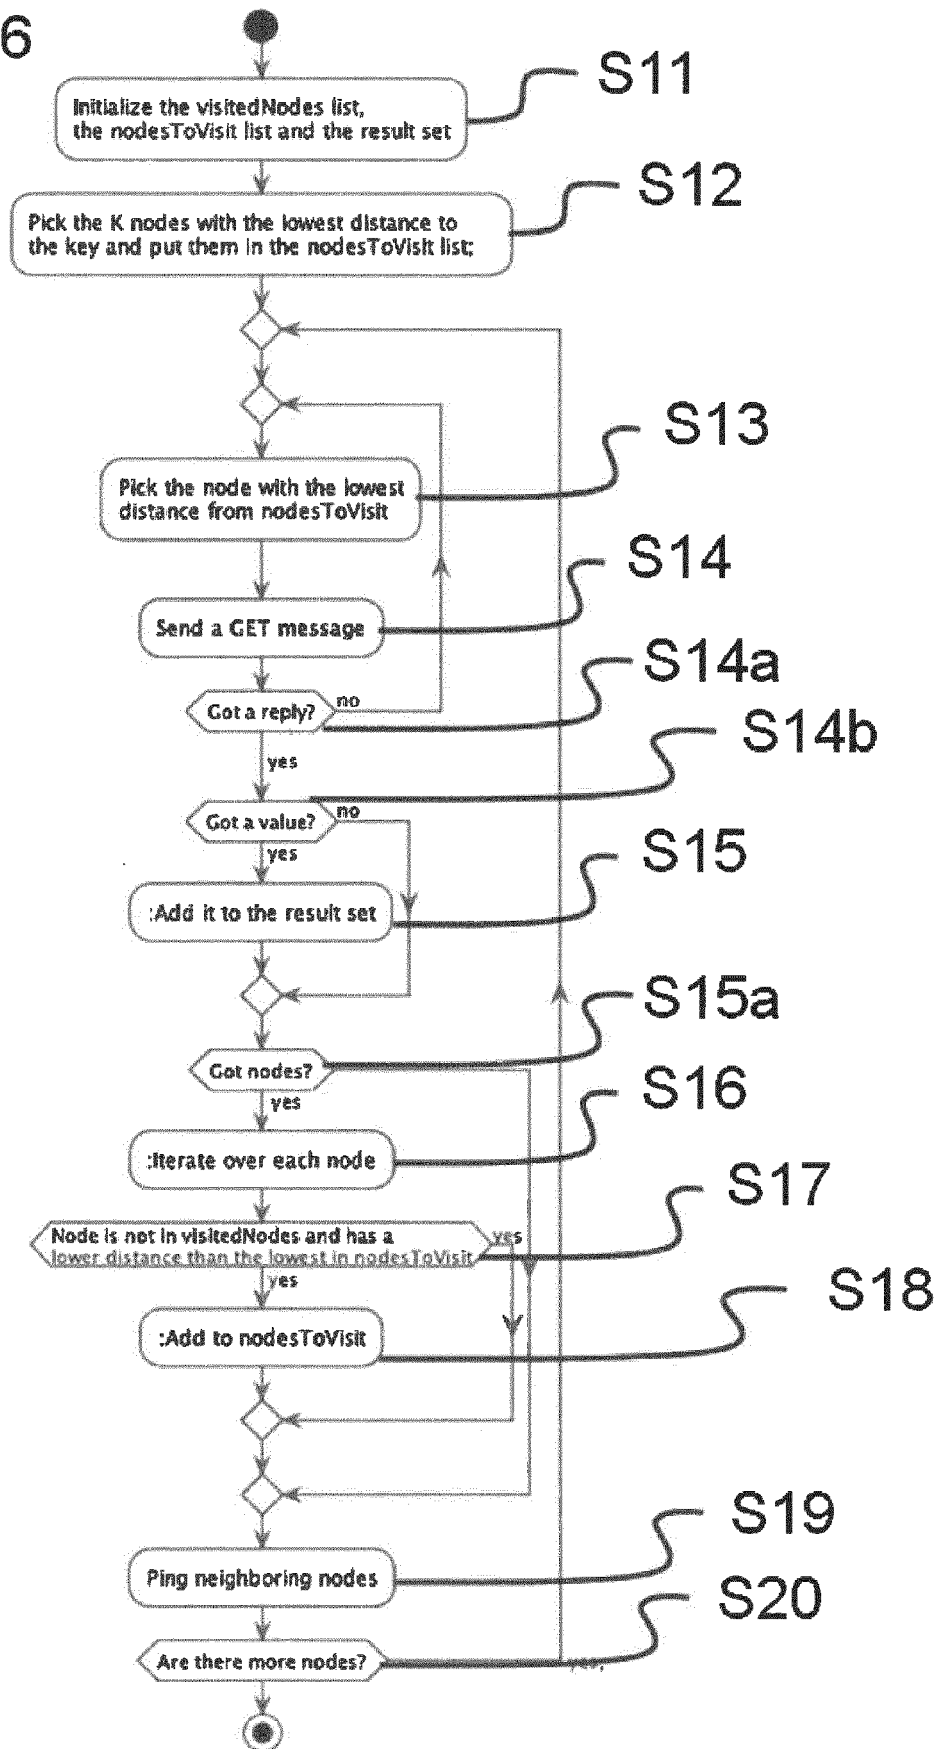 6
S11
Initialize the visitedNodes list,
the nodesToVisit list and the result set
S12
Pick the K nodes with the lowest distance to
the key and put them in the nodesToVisit list;
S13
Pick the node with the lowest
distance from nodesToVisit
S14
Send a GET message
S14a
Got a reply?
no
yes
S14b
Got a value?
no
yes
S15
:Add it to the result set
S15a
Got nodes?
yes
S16
:Iterate over each node
S17
Node is not in visitedNodes and has a
lower distance than the lowest in nodesToVisit
yes
yes
S18
:Add to nodesToVisit
S19
Ping neighboring nodes
S20
Are there more nodes?